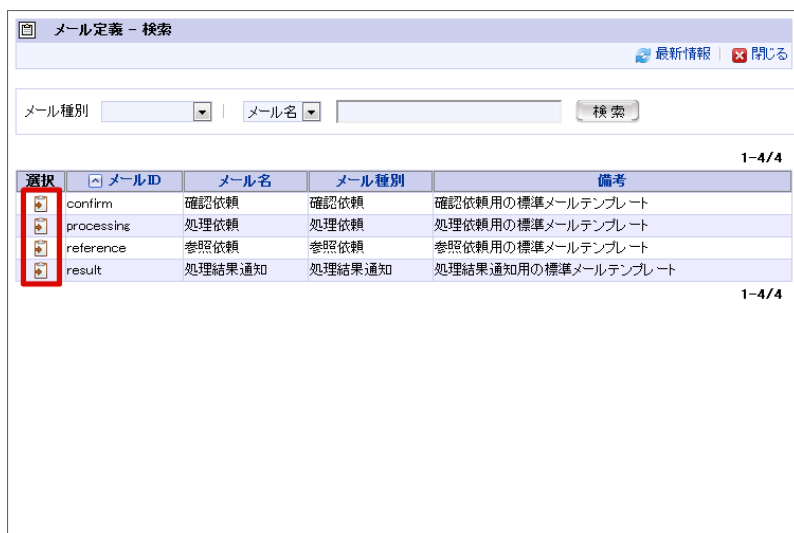 メール定義 - 検索
最新情報 閉じる
メール種別 メール名 検索
1-4/4
選択 メールID メール名 メール種別 備考
confirm 確認依頼 確認依頼 確認依頼用の標準メールテンプレート
processing 処理依頼 処理依頼 処理依頼用の標準メールテンプレート
reference 参照依頼 参照依頼 参照依頼用の標準メールテンプレート
result 処理結果通知 処理結果通知 処理結果通知用の標準メールテンプレート
1-4/4